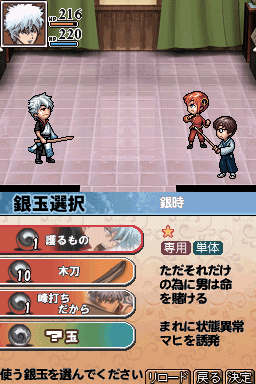 HP 216
HP 220
銀玉選択
銀時
1
護るもの
専用
単体
10
木刀
ただそれだけ
の為に男は命
を賭ける
1
峰打ち
だから
まれに状態異常
マヒを誘発
?玉
使う銀玉を選んでください
リロード
戻る
決定